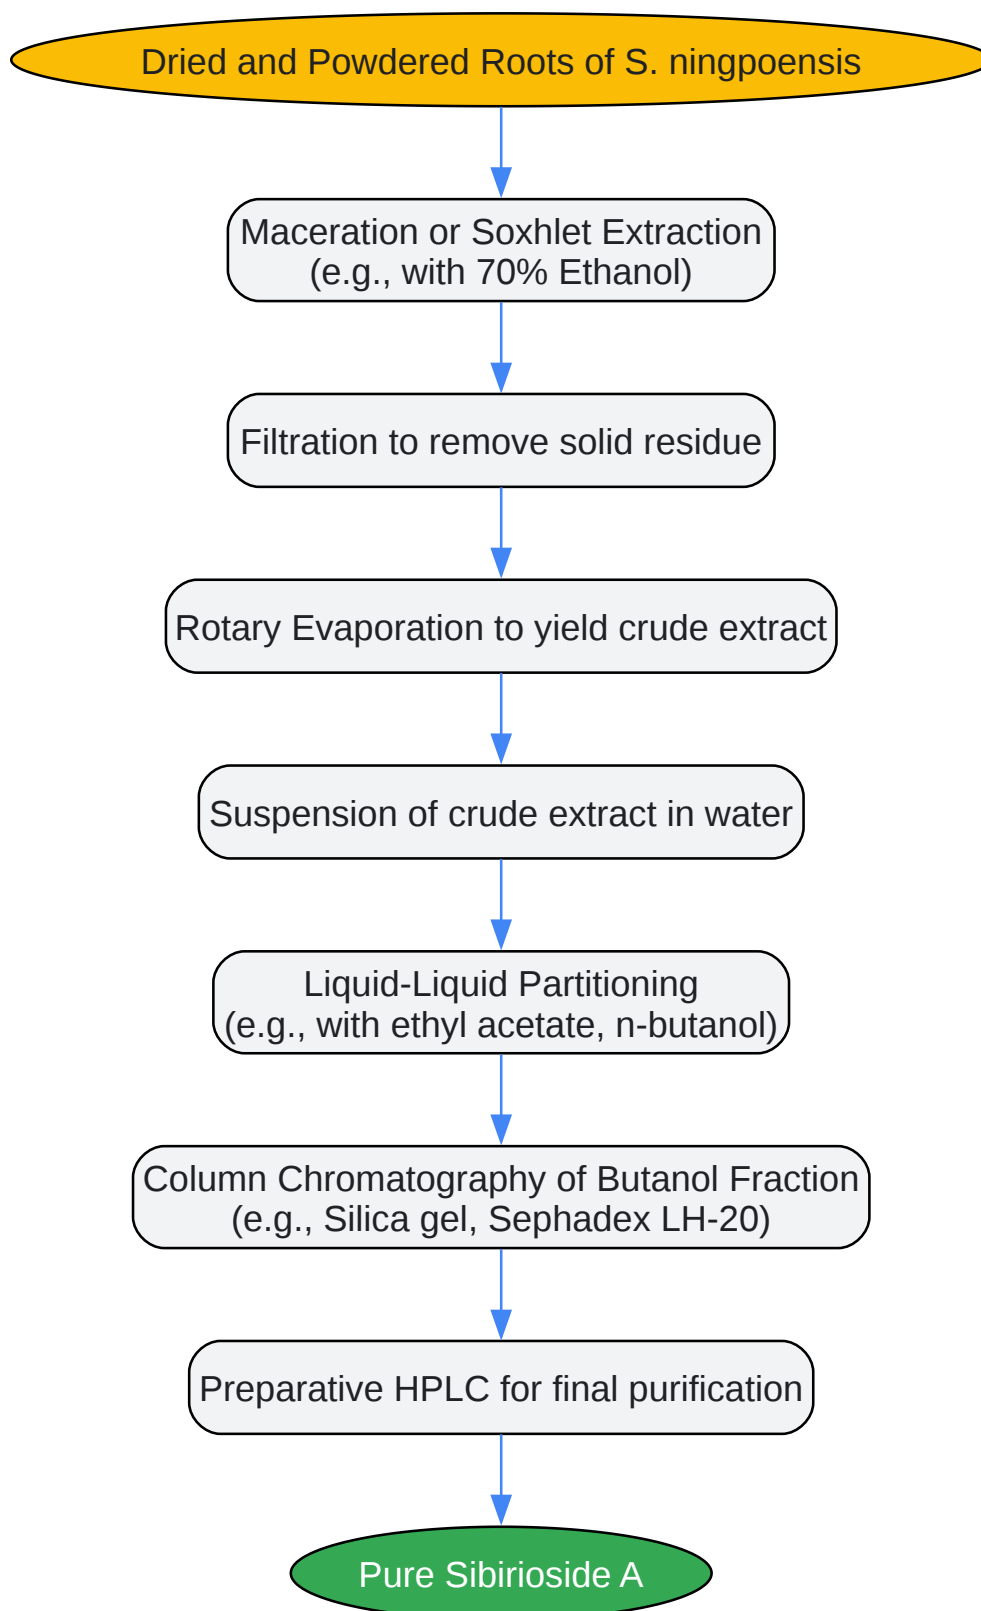 Dried and Powdered Roots of S. ningpoensis
Maceration or Soxhlet Extraction
(e.g., with 70% Ethanol)
Filtration to remove solid residue
Rotary Evaporation to yield crude extract
Suspension of crude extract in water
Liquid-Liquid Partitioning
(e.g., with ethyl acetate, n-butanol)
Column Chromatography of Butanol Fraction
(e.g., Silica gel, Sephadex LH-20)
Preparative HPLC for final purification
Pure Sibirioside A